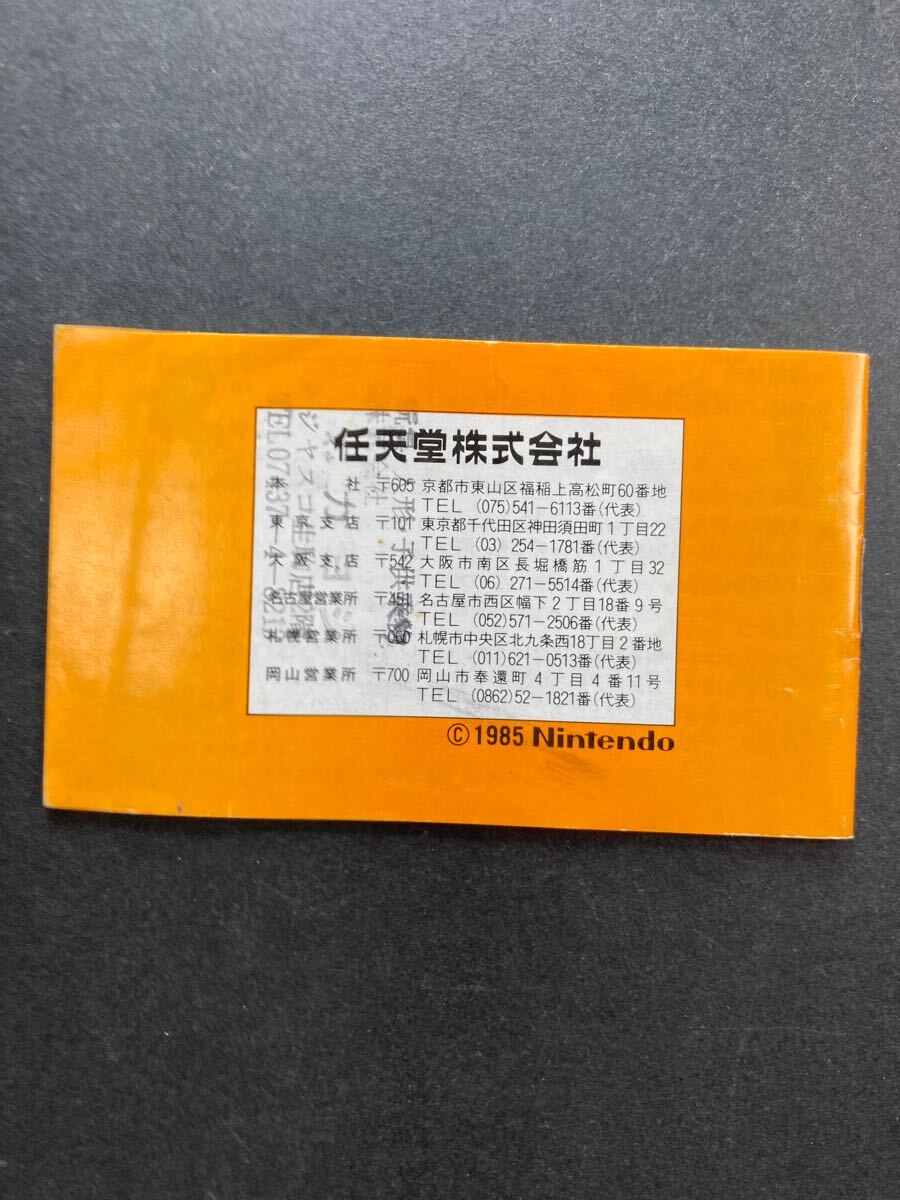 任天堂株式会社
本社 〒605 京都市東山区福稲上高松町60番地
TEL (075)541-6113番(代表)
東京支店 〒101 東京都千代田区神田須田町1丁目22
TEL (03) 254-1781番(代表)
大阪支店 〒542 大阪市南区長堀橋筋1丁目32
TEL (06) 271-5514番(代表)
名古屋営業所 〒451 名古屋市西区幅下2丁目18番9号
TEL (052)571-2506番(代表)
札幌営業所 〒060 札幌市中央区北九条西18丁目2番地
TEL (011)621-0513番(代表)
岡山営業所 〒700 岡山市奉還町4丁目4番11号
TEL (0862)52-1821番(代表)
©1985 Nintendo
ジャスコ生駒店